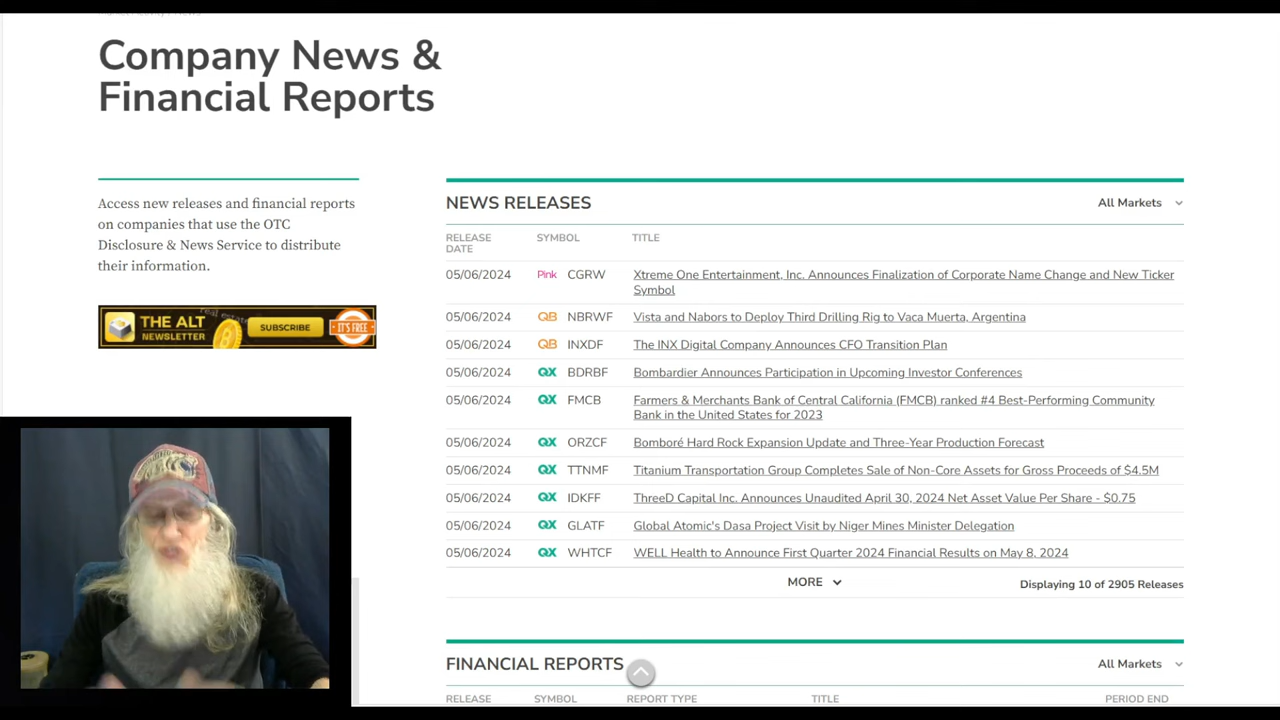 Company News &
Financial Reports
Access new releases and financial reports
on companies that use the OTC
Disclosure & News Service to distribute
their information.
THE ALT
NEWSLETTER
real estate
SUBSCRIBE
IT'S FREE
NEWS RELEASES
All Markets
RELEASE DATE SYMBOL TITLE
05/06/2024 Pink CGRW Xtreme One Entertainment, Inc. Announces Finalization of Corporate Name Change and New Ticker
Symbol
05/06/2024 QB NBRWF Vista and Nabors to Deploy Third Drilling Rig to Vaca Muerta, Argentina
05/06/2024 QB INXDF The INX Digital Company Announces CFO Transition Plan
05/06/2024 QX BDRBF Bombardier Announces Participation in Upcoming Investor Conferences
05/06/2024 QX FMCB Farmers & Merchants Bank of Central California (FMCB) ranked #4 Best-Performing Community
Bank in the United States for 2023
05/06/2024 QX ORZCF Bomboré Hard Rock Expansion Update and Three-Year Production Forecast
05/06/2024 QX TTNMF Titanium Transportation Group Completes Sale of Non-Core Assets for Gross Proceeds of $4.5M
05/06/2024 QX IDKFF ThreeD Capital Inc. Announces Unaudited April 30, 2024 Net Asset Value Per Share - $0.75
05/06/2024 QX GLATF Global Atomic's Dasa Project Visit by Niger Mines Minister Delegation
05/06/2024 QX WHTCF WELL Health to Announce First Quarter 2024 Financial Results on May 8, 2024
MORE
Displaying 10 of 2905 Releases
FINANCIAL REPORTS
All Markets
RELEASE SYMBOL REPORT TYPE TITLE PERIOD END